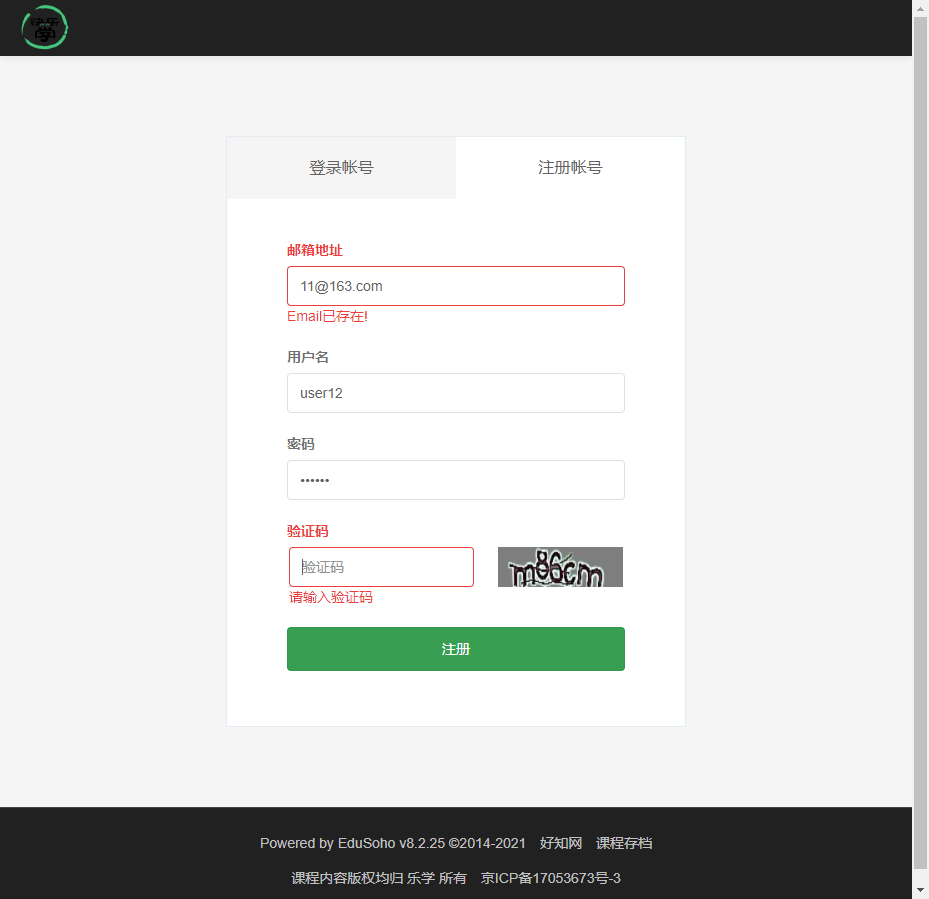 快乐
学
登录帐号
注册帐号
邮箱地址
11@163.com
Email已存在!
用户名
user12
密码
••••••
验证码
验证码
m86cm
请输入验证码
注册
Powered by EduSoho v8.2.25 ©2014-2021 好知网 课程存档
课程内容版权均归 乐学 所有 京ICP备17053673号-3